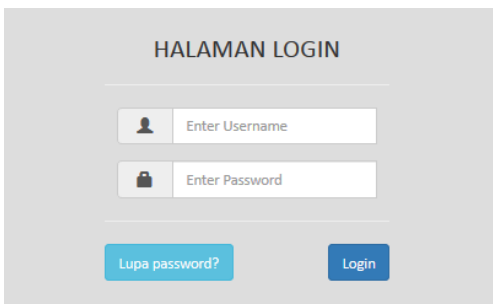 HALAMAN LOGIN
Enter Username
Enter Password
Lupa password? Login